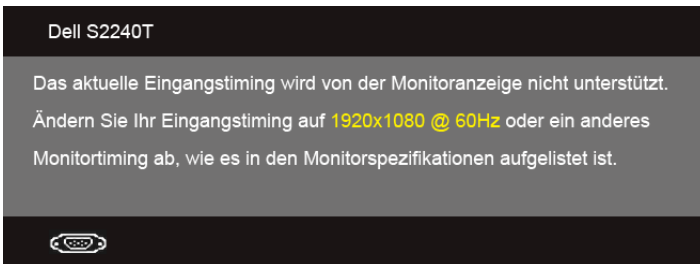 Dell S2240T
Das aktuelle Eingangstiming wird von der Monitoranzeige nicht unterstützt.
Ändern Sie Ihr Eingangstiming auf 1920x1080 @ 60Hz oder ein anderes
Monitortiming ab, wie es in den Monitorspezifikationen aufgelistet ist.